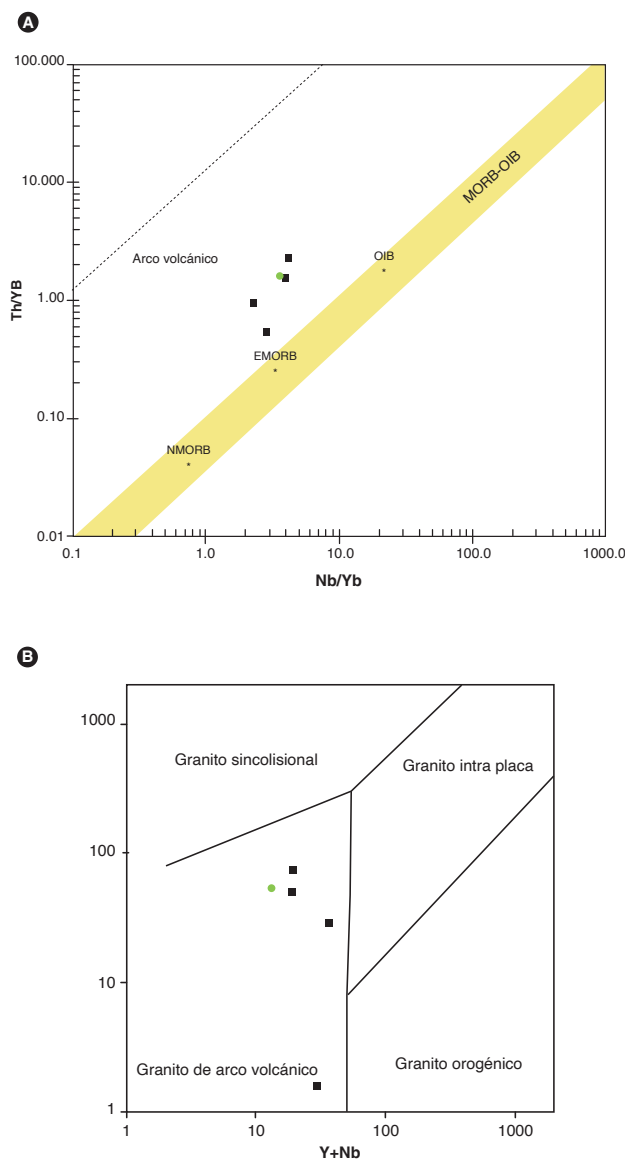 A
100.000
10.000
1.00
0.10
0.01
Th/YB
Arco volcánico
MORB-OIB
OIB
EMORB
NMORB
0.1
1.0
10.0
100.0
1000.0
Nb/Yb
B
1000
100
10
1
Granito sincolisional
Granito intra placa
Granito de arco volcánico
Granito orogénico
1
10
100
1000
Y+Nb